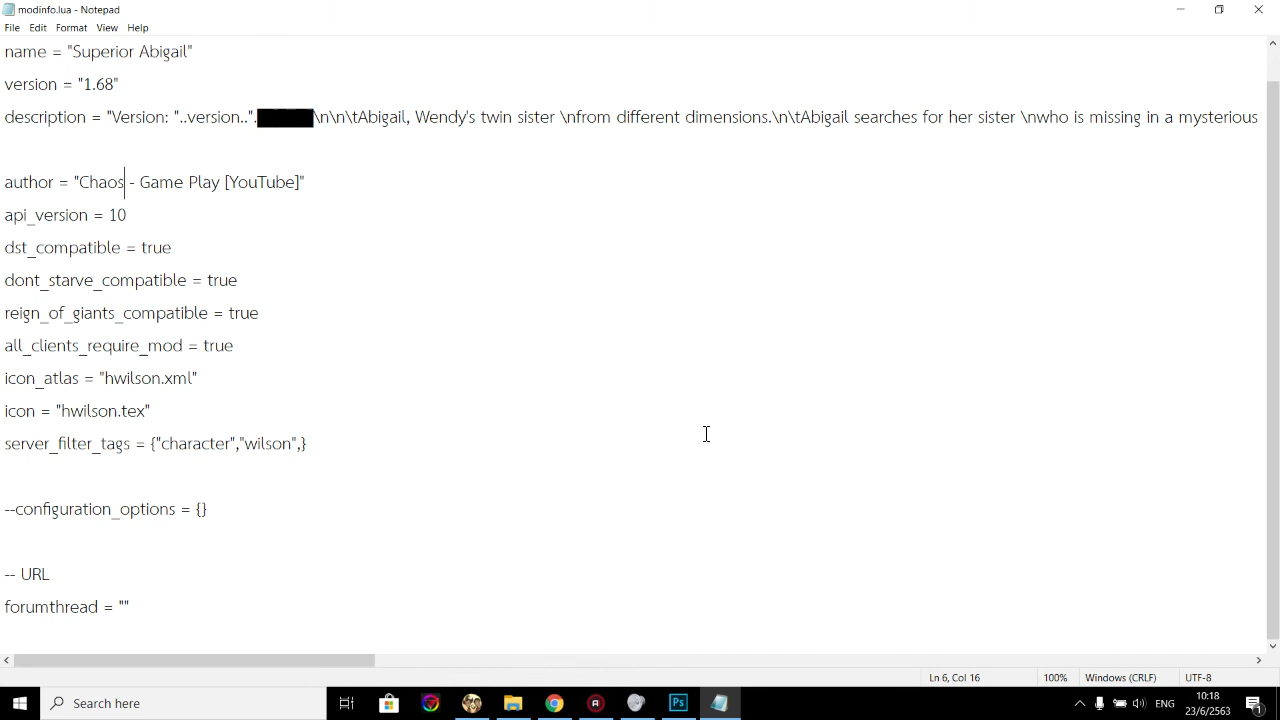 modinfo.lua - Notepad
File Edit Format View Help
name = "Superior Abigail"
version = "1.68"
description = "Version: "..version..".\n\n\tAbigail, Wendy's twin sister \nfrom different dimensions.\n\tAbigail searches for her sister \nwho is missing in a mysterious
author = "Chaos - Game Play [YouTube]"
api_version = 10
dst_compatible = true
dont_starve_compatible = true
reign_of_giants_compatible = true
all_clients_require_mod = true
icon_atlas = "hwilson.xml"
icon = "hwilson.tex"
server_filter_tags = {"character","wilson",}
--configuration_options = {}
-- URL
forumthread = ""
Ln 6, Col 16 100% Windows (CRLF) UTF-8
Search here
Ps
ENG
10:18
23/6/2563
1